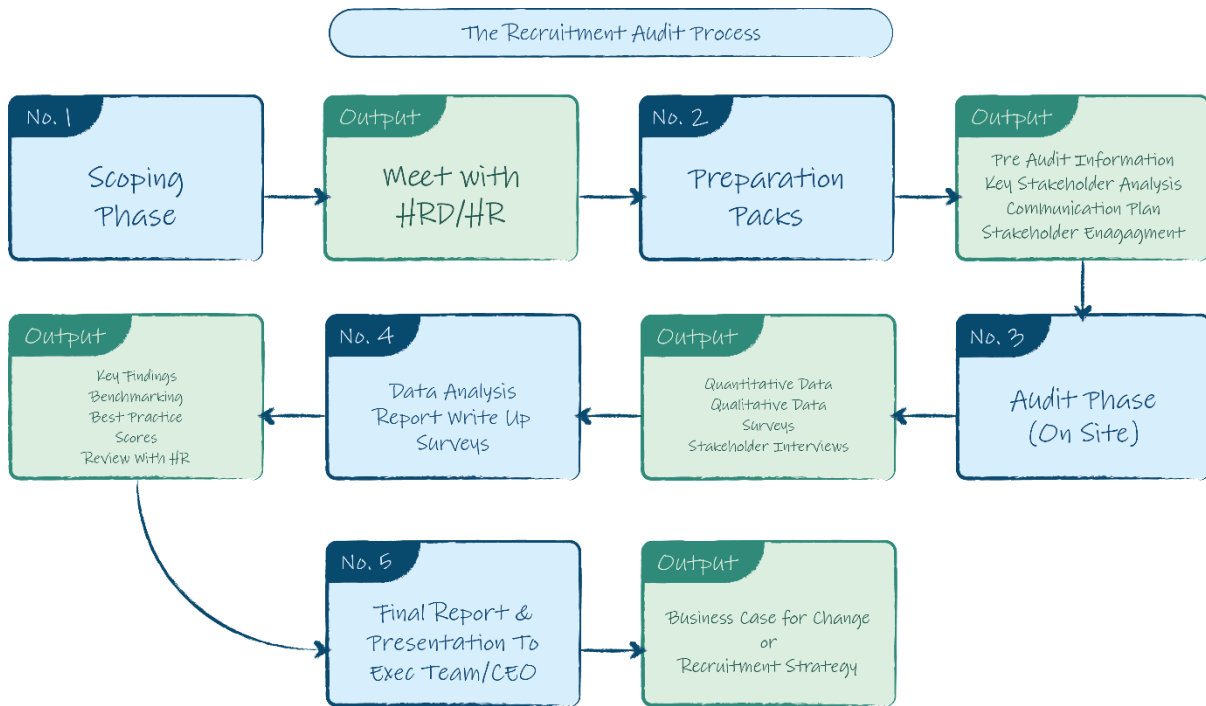 The Recruitment Audit Process
No. 1
Scoping
Phase
Output
Meet with
HRD/HR
No. 2
Preparation
Packs
Output
Pre Audit Information
Key Stakeholder Analysis
Communication Plan
Stakeholder Enagagment
No. 3
Audit Phase
(On Site)
Output
Quantitative Data
Qualitative Data
Surveys
Stakeholder Interviews
No. 4
Data Analysis
Report Write Up
Surveys
Output
Key Findings
Benchmarking
Best Practice
Scores
Review With HR
No. 5
Final Report &
Presentation To
Exec Team/CEO
Output
Business Case for Change
or
Recruitment Strategy